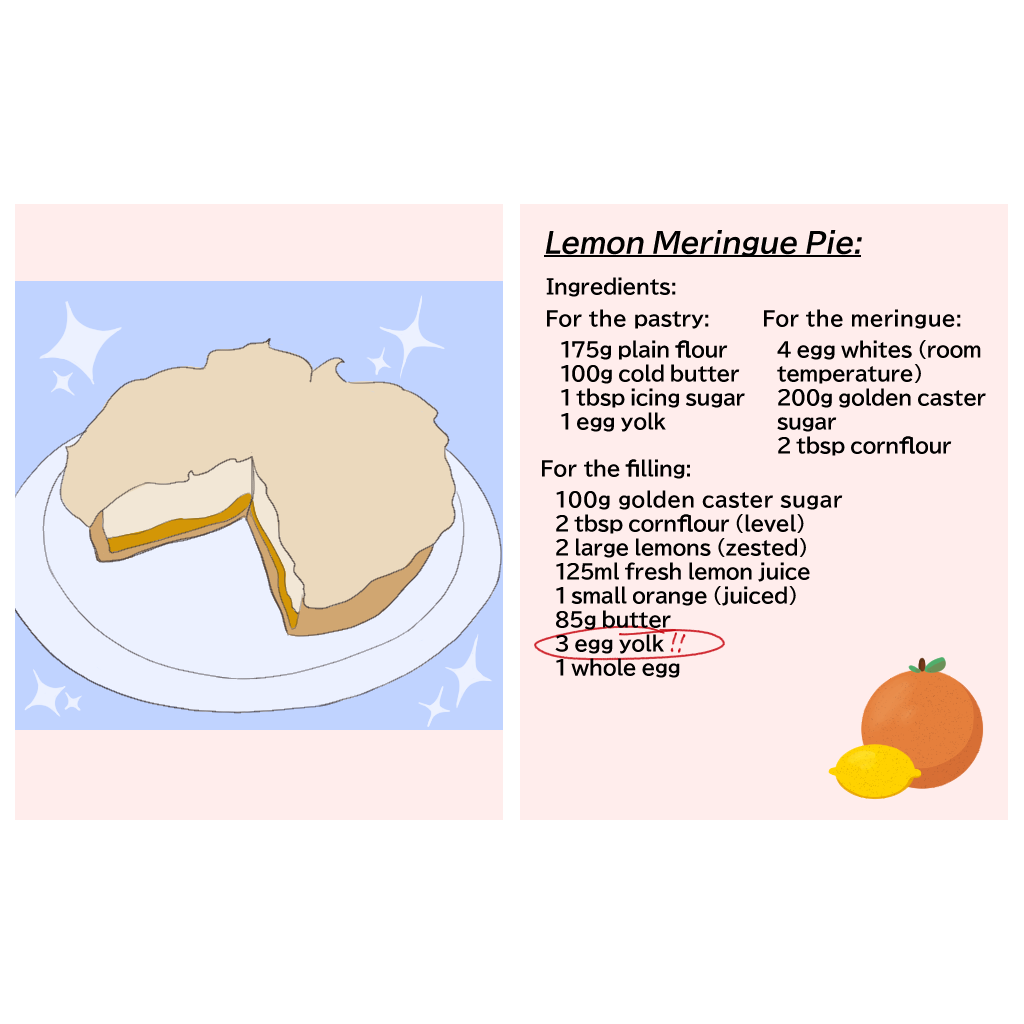 Lemon Meringue Pie:
Ingredients:
For the pastry:
175g plain flour
100g cold butter
1 tbsp icing sugar
1 egg yolk
For the meringue:
4 egg whites (room
temperature)
200g golden caster
sugar
2 tbsp cornflour
For the filling:
100g golden caster sugar
2 tbsp cornflour (level)
2 large lemons (zested)
125ml fresh lemon juice
1 small orange (juiced)
85g butter
3 egg yolk !!
1 whole egg